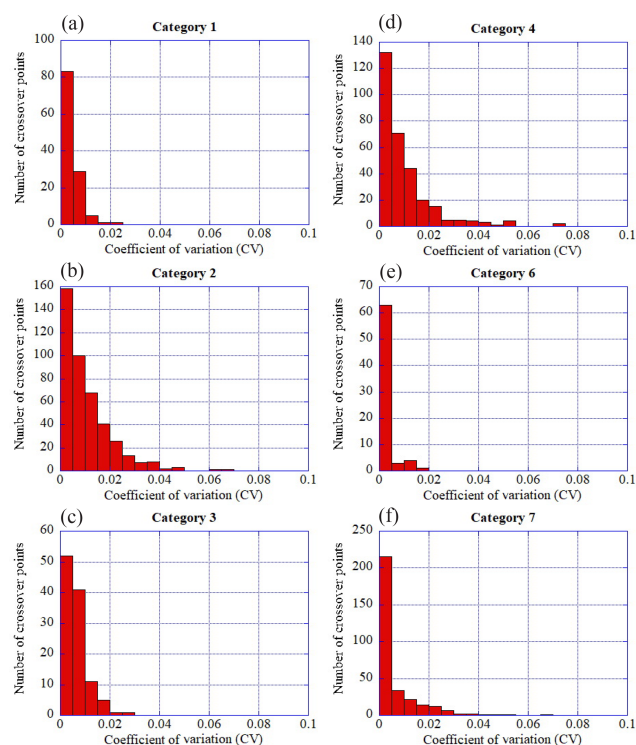 (a) Category 1
100
80
60
40
20
0
0 0.02 0.04 0.06 0.08 0.1
Number of crossover points
Coefficient of variation (CV)
(b) Category 2
160
140
120
100
80
60
40
20
0
0 0.02 0.04 0.06 0.08 0.1
Number of crossover points
Coefficient of variation (CV)
(c) Category 3
60
50
40
30
20
10
0
0 0.02 0.04 0.06 0.08 0.1
Number of crossover points
Coefficient of variation (CV)
(d) Category 4
140
120
100
80
60
40
20
0
0 0.02 0.04 0.06 0.08 0.1
Number of crossover points
Coefficient of variation (CV)
(e) Category 6
70
60
50
40
30
20
10
0
0 0.02 0.04 0.06 0.08 0.1
Number of crossover points
Coefficient of variation (CV)
(f) Category 7
250
200
150
100
50
0
0 0.02 0.04 0.06 0.08 0.1
Number of crossover points
Coefficient of variation (CV)